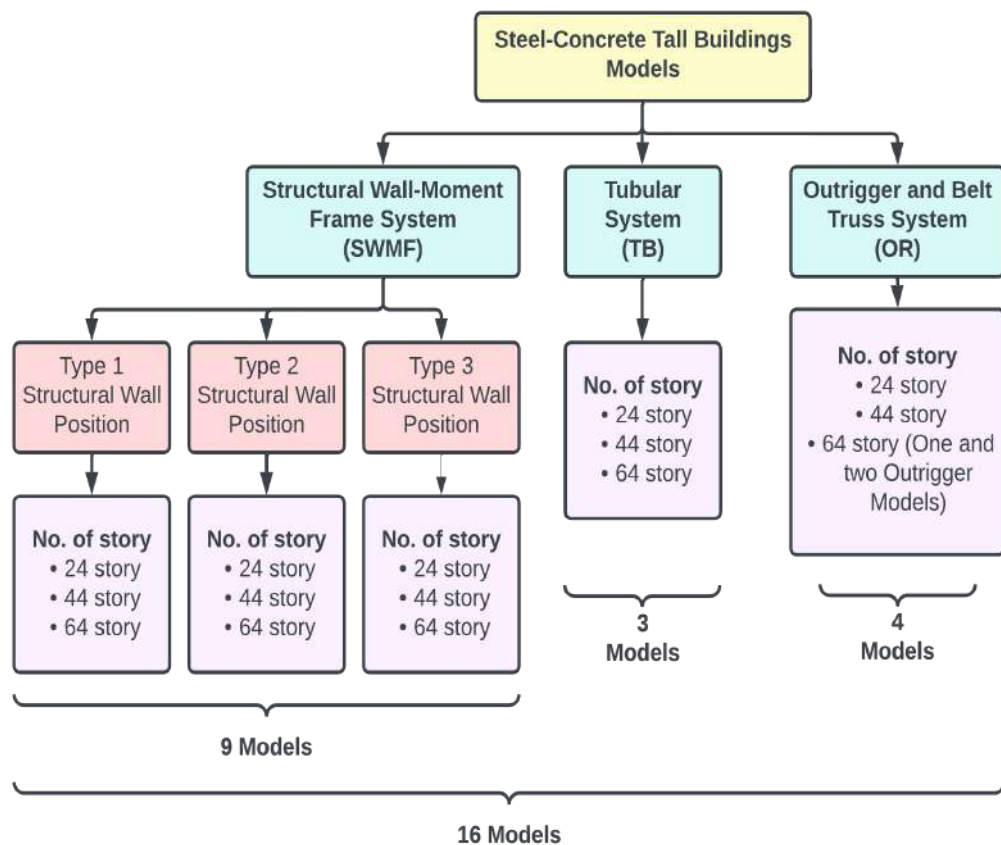 Steel-Concrete Tall Buildings
Models
Structural Wall-Moment
Frame System
(SWMF)
Tubular
System
(TB)
Outrigger and Belt
Truss System
(OR)
Type 1
Structural Wall
Position
Type 2
Structural Wall
Position
Type 3
Structural Wall
Position
No. of story
• 24 story
• 44 story
• 64 story
No. of story
• 24 story
• 44 story
• 64 story (One and
two Outrigger
Models)
No. of story
• 24 story
• 44 story
• 64 story
No. of story
• 24 story
• 44 story
• 64 story
No. of story
• 24 story
• 44 story
• 64 story
3
Models
4
Models
9 Models
16 Models